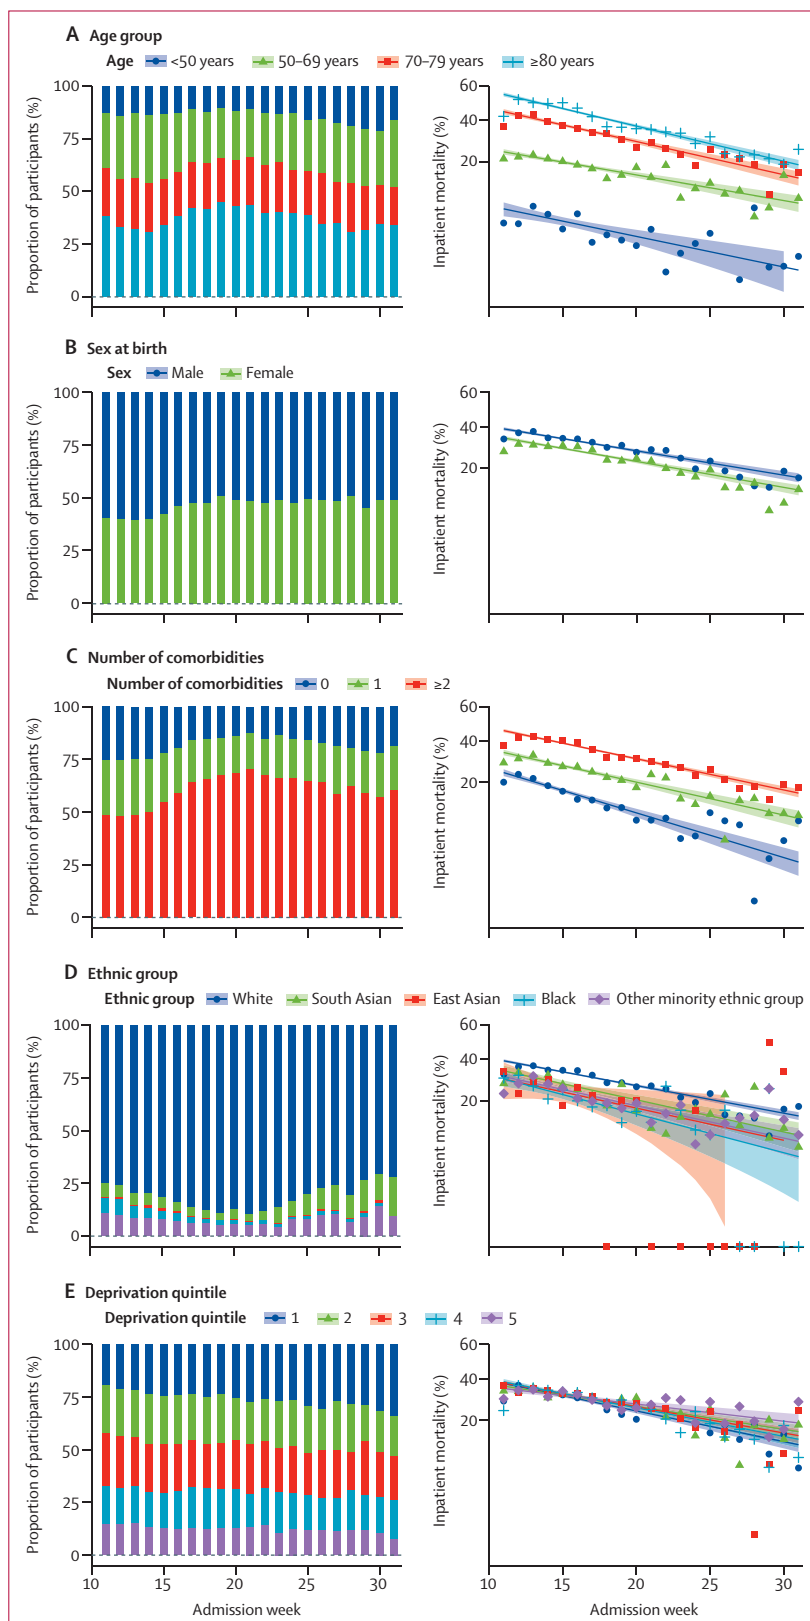 A Age group
Age <50 years 50–69 years 70–79 years ≥80 years
100
75
50
25
0
Proportion of participants (%)
10 15 20 25 30
60
40
20
Inpatient mortality (%)
B Sex at birth
Sex Male Female
100
75
50
25
0
Proportion of participants (%)
60
40
20
Inpatient mortality (%)
C Number of comorbidities
Number of comorbidities 0 1 ≥2
100
75
50
25
0
Proportion of participants (%)
60
40
20
Inpatient mortality (%)
D Ethnic group
Ethnic group White South Asian East Asian Black Other minority ethnic group
100
75
50
25
0
Proportion of participants (%)
60
40
20
Inpatient mortality (%)
E Deprivation quintile
Deprivation quintile 1 2 3 4 5
100
75
50
25
0
Proportion of participants (%)
10 15 20 25 30
Admission week
60
40
20
Inpatient mortality (%)
10 15 20 25 30
Admission week